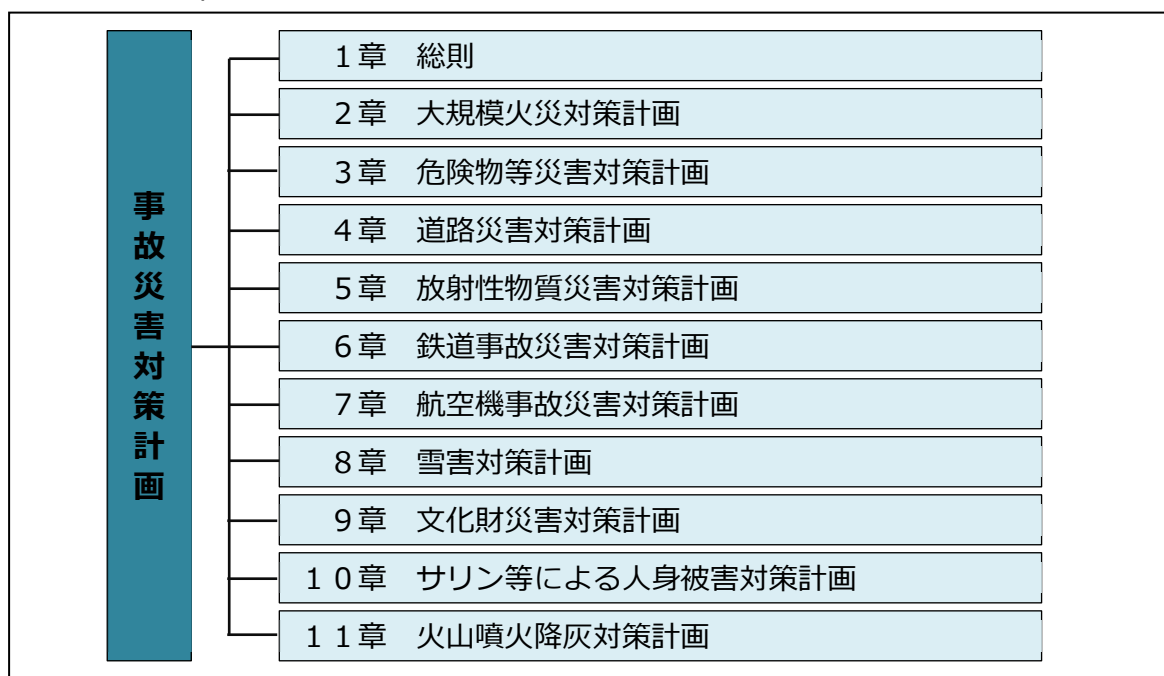 事故災害対策計画
１章　総則
２章　大規模火災対策計画
３章　危険物等災害対策計画
４章　道路災害対策計画
５章　放射性物質災害対策計画
６章　鉄道事故災害対策計画
７章　航空機事故災害対策計画
８章　雪害対策計画
９章　文化財災害対策計画
１０章　サリン等による人身被害対策計画
１１章　火山噴火降灰対策計画